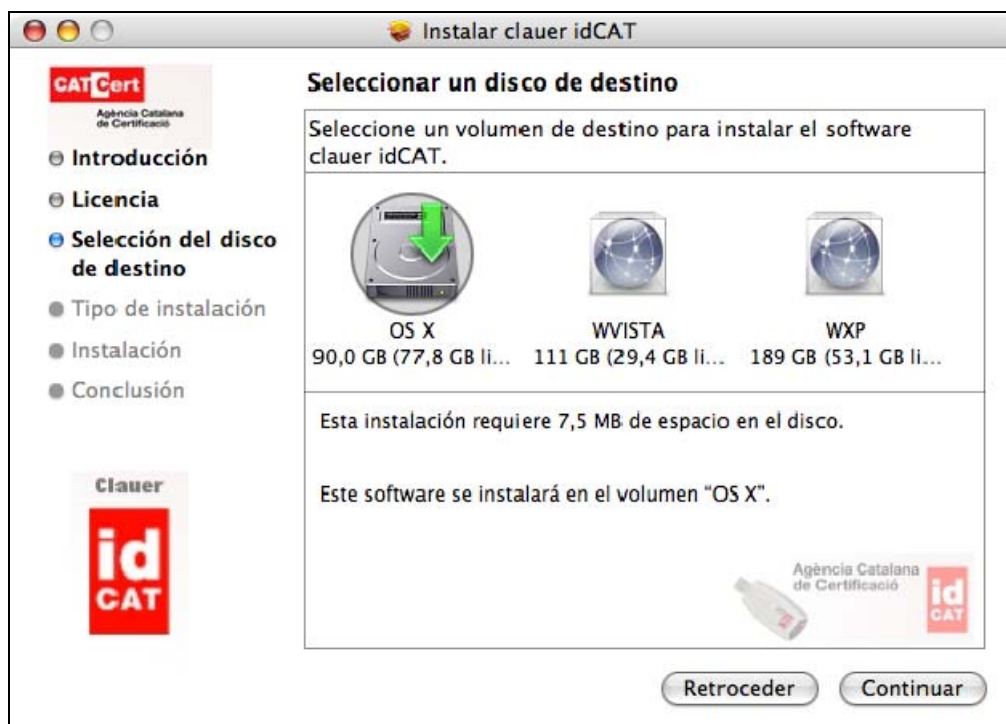 Instalar clauer idCAT
CATCert
Agència Catalana
de Certificació
Introducción
Licencia
Selección del disco
de destino
Tipo de instalación
Instalación
Conclusión
Clauer
id
CAT
Seleccionar un disco de destino
Seleccione un volumen de destino para instalar el software
clauer idCAT.
OS X
90,0 GB (77,8 GB li...
WVISTA
111 GB (29,4 GB li...
WXP
189 GB (53,1 GB li...
Esta instalación requiere 7,5 MB de espacio en el disco.
Este software se instalará en el volumen “OS X”.
Agència Catalana
de Certificació
id
CAT
Retroceder
Continuar